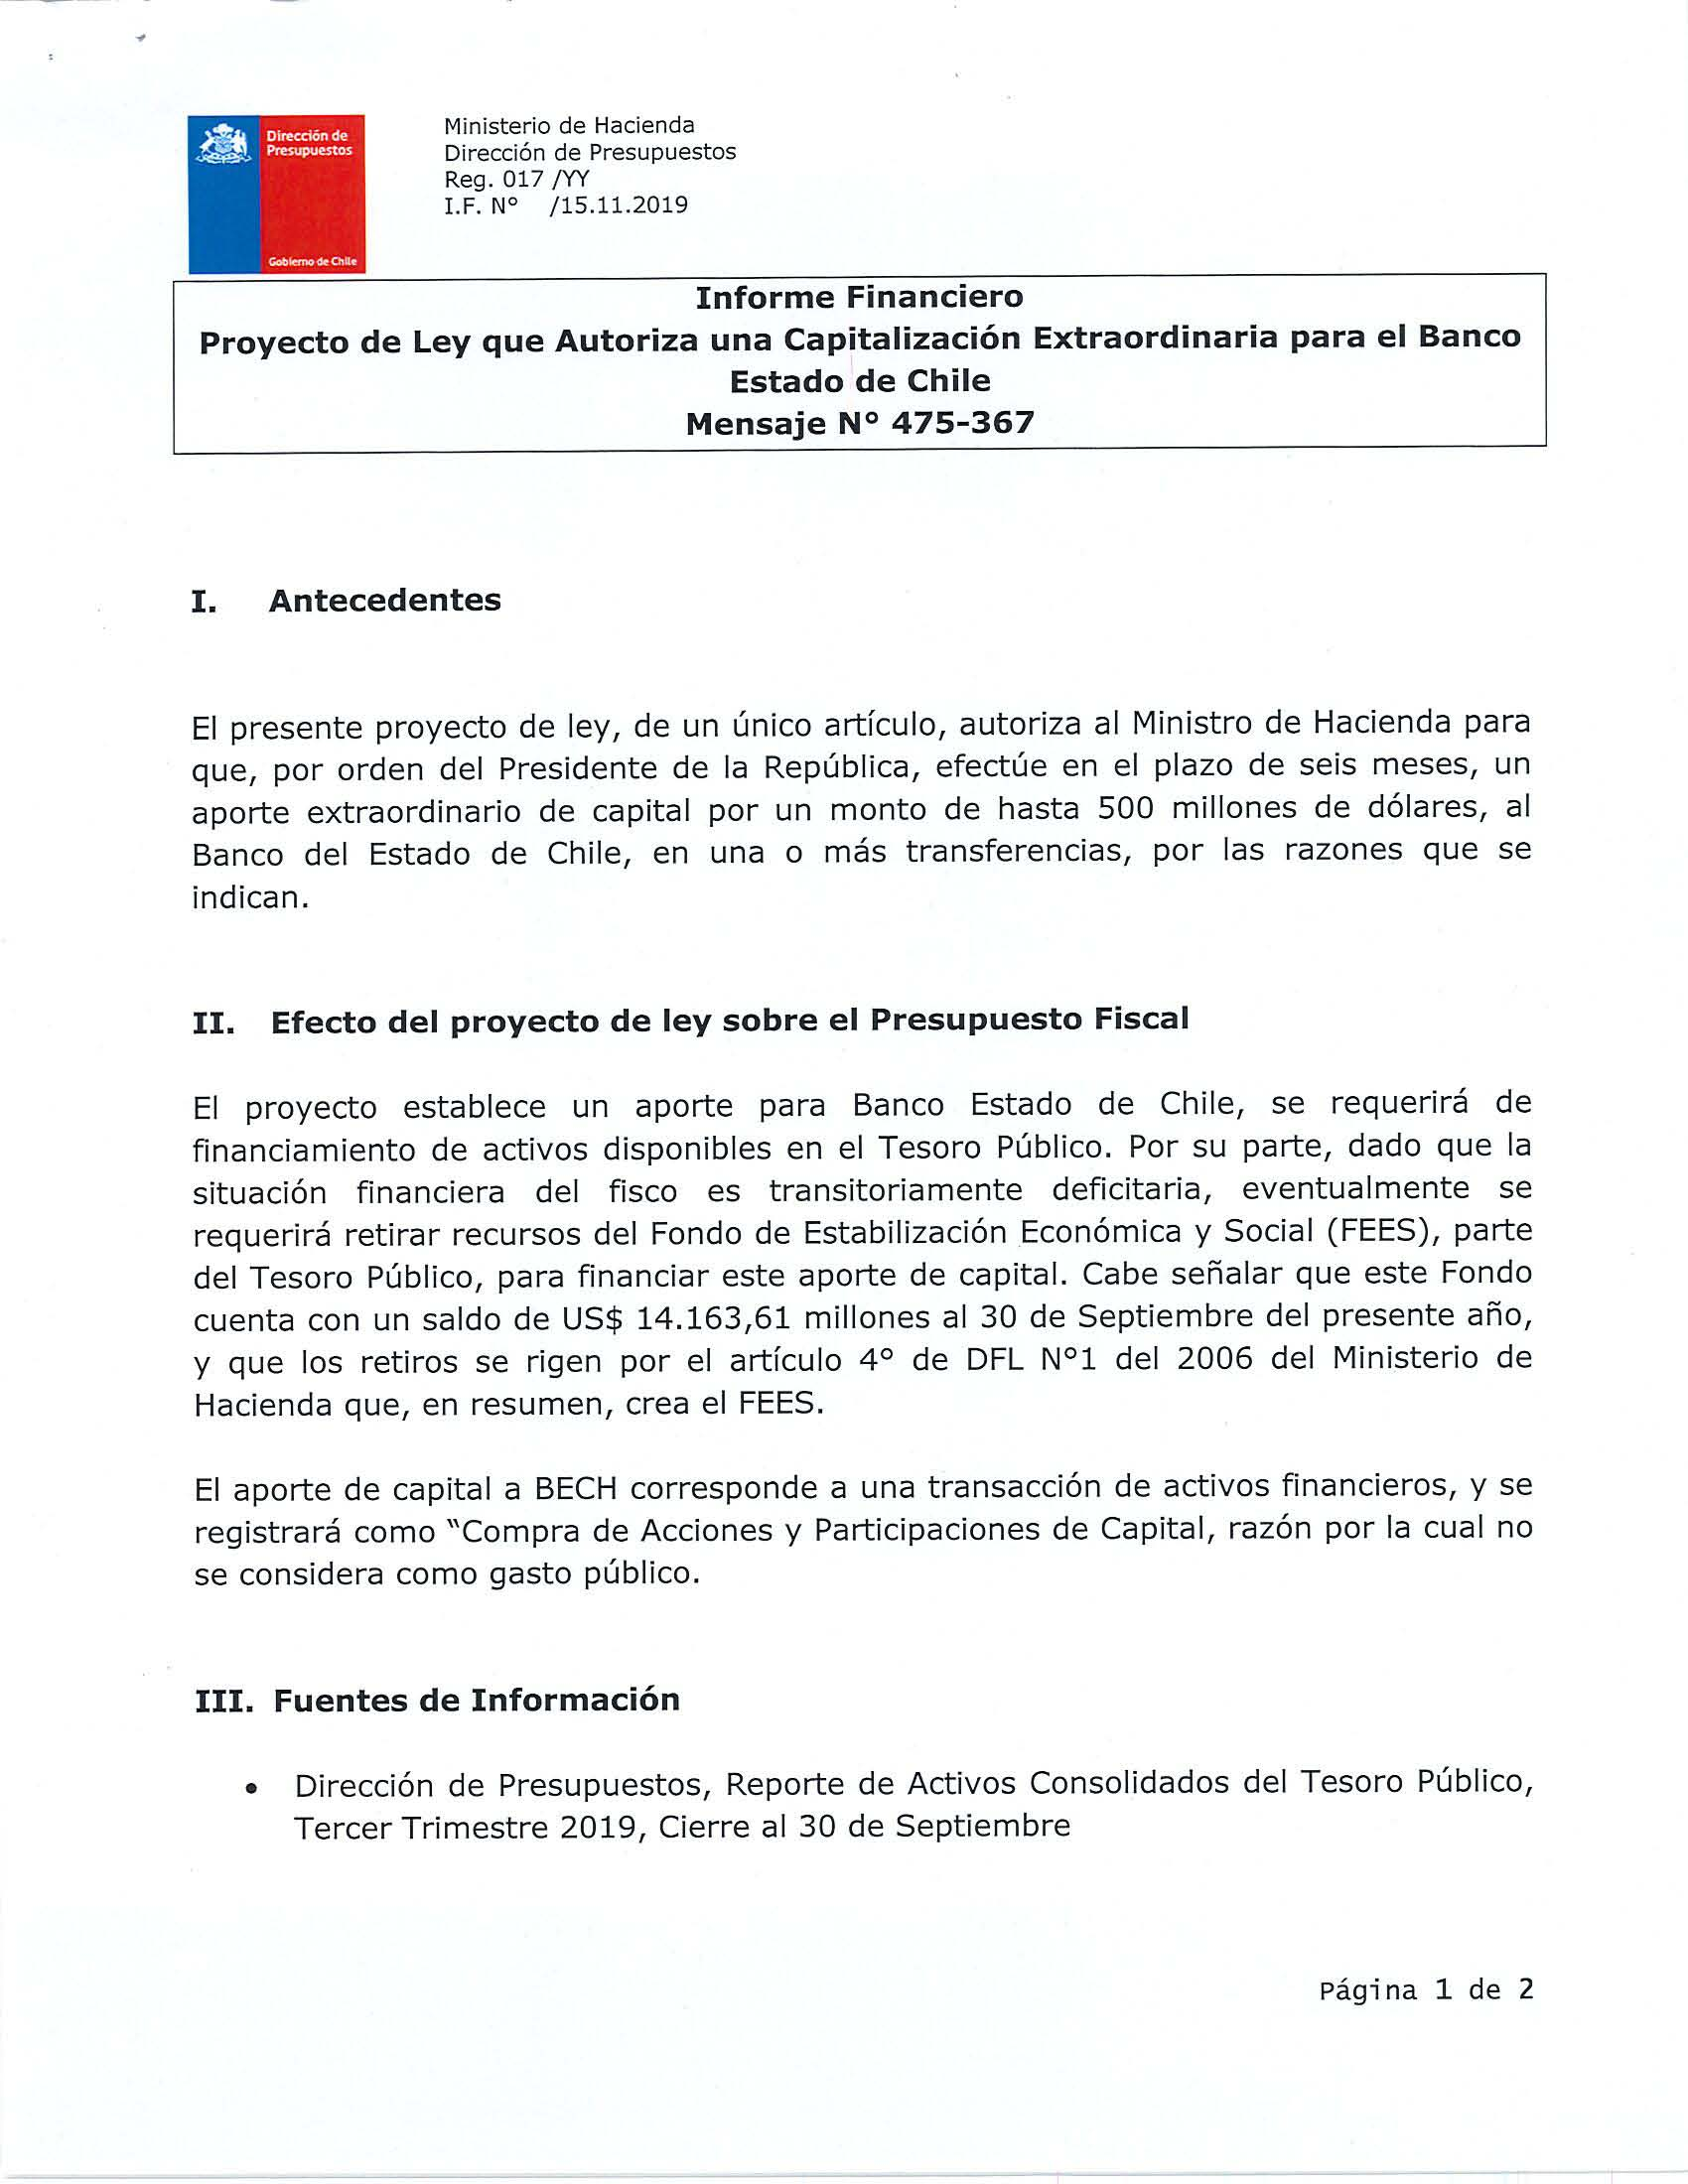 Dirección de
Presupuestos
Gobierno de Chile
Ministerio de Hacienda
Dirección de Presupuestos
Reg. 017 /YY
I.F. Nº /15.11.2019
Informe Financiero
Proyecto de Ley que Autoriza una Capitalización Extraordinaria para el Banco
Estado de Chile
Mensaje Nº 475-367
I. Antecedentes
El presente proyecto de ley, de un único artículo, autoriza al Ministro de Hacienda para
que, por orden del Presidente de la República, efectúe en el plazo de seis meses, un
aporte extraordinario de capital por un monto de hasta 500 millones de dólares, al
Banco del Estado de Chile, en una o más transferencias, por las razones que se
indican.
II. Efecto del proyecto de ley sobre el Presupuesto Fiscal
El proyecto establece un aporte para Banco Estado de Chile, se requerirá de
financiamiento de activos disponibles en el Tesoro Público. Por su parte, dado que la
situación financiera del fisco es transitoriamente deficitaria, eventualmente se
requerirá retirar recursos del Fondo de Estabilización Económica y Social (FEES), parte
del Tesoro Público, para financiar este aporte de capital. Cabe señalar que este Fondo
cuenta con un saldo de US$ 14.163,61 millones al 30 de Septiembre del presente año,
y que los retiros se rigen por el artículo 4º de DFL Nº1 del 2006 del Ministerio de
Hacienda que, en resumen, crea el FEES.
El aporte de capital a BECH corresponde a una transacción de activos financieros, y se
registrará como "Compra de Acciones y Participaciones de Capital, razón por la cual no
se considera como gasto público.
III. Fuentes de Información
• Dirección de Presupuestos, Reporte de Activos Consolidados del Tesoro Público,
Tercer Trimestre 2019, Cierre al 30 de Septiembre
Página 1 de 2